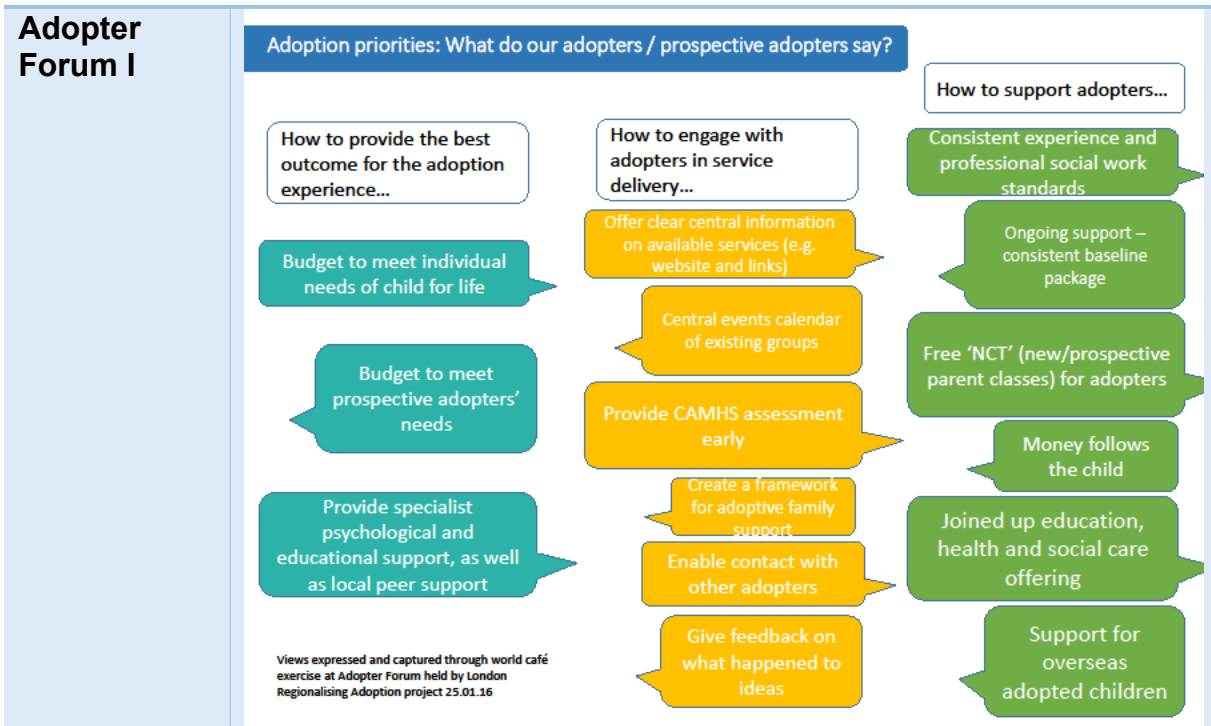 Adopter
Forum I
Adoption priorities: What do our adopters / prospective adopters say?
How to provide the best
outcome for the adoption
experience...
Budget to meet individual
needs of child for life
Budget to meet
prospective adopters'
needs
Provide specialist
psychological and
educational support, as well
as local peer support
Views expressed and captured through world café
exercise at Adopter Forum held by London
Regionalising Adoption project 25.01.16
How to engage with
adopters in service
delivery...
Offer clear central information
on available services (e.g.
website and links)
Central events calendar
of existing groups
Provide CAMHS assessment
early
Create a framework
for adoptive family
support
Enable contact with
other adopters
Give feedback on
what happened to
ideas
How to support adopters...
Consistent experience and
professional social work
standards
Ongoing support –
consistent baseline
package
Free ‘NCT’ (new/prospective
parent classes) for adopters
Money follows
the child
Joined up education,
health and social care
offering
Support for
overseas
adopted children